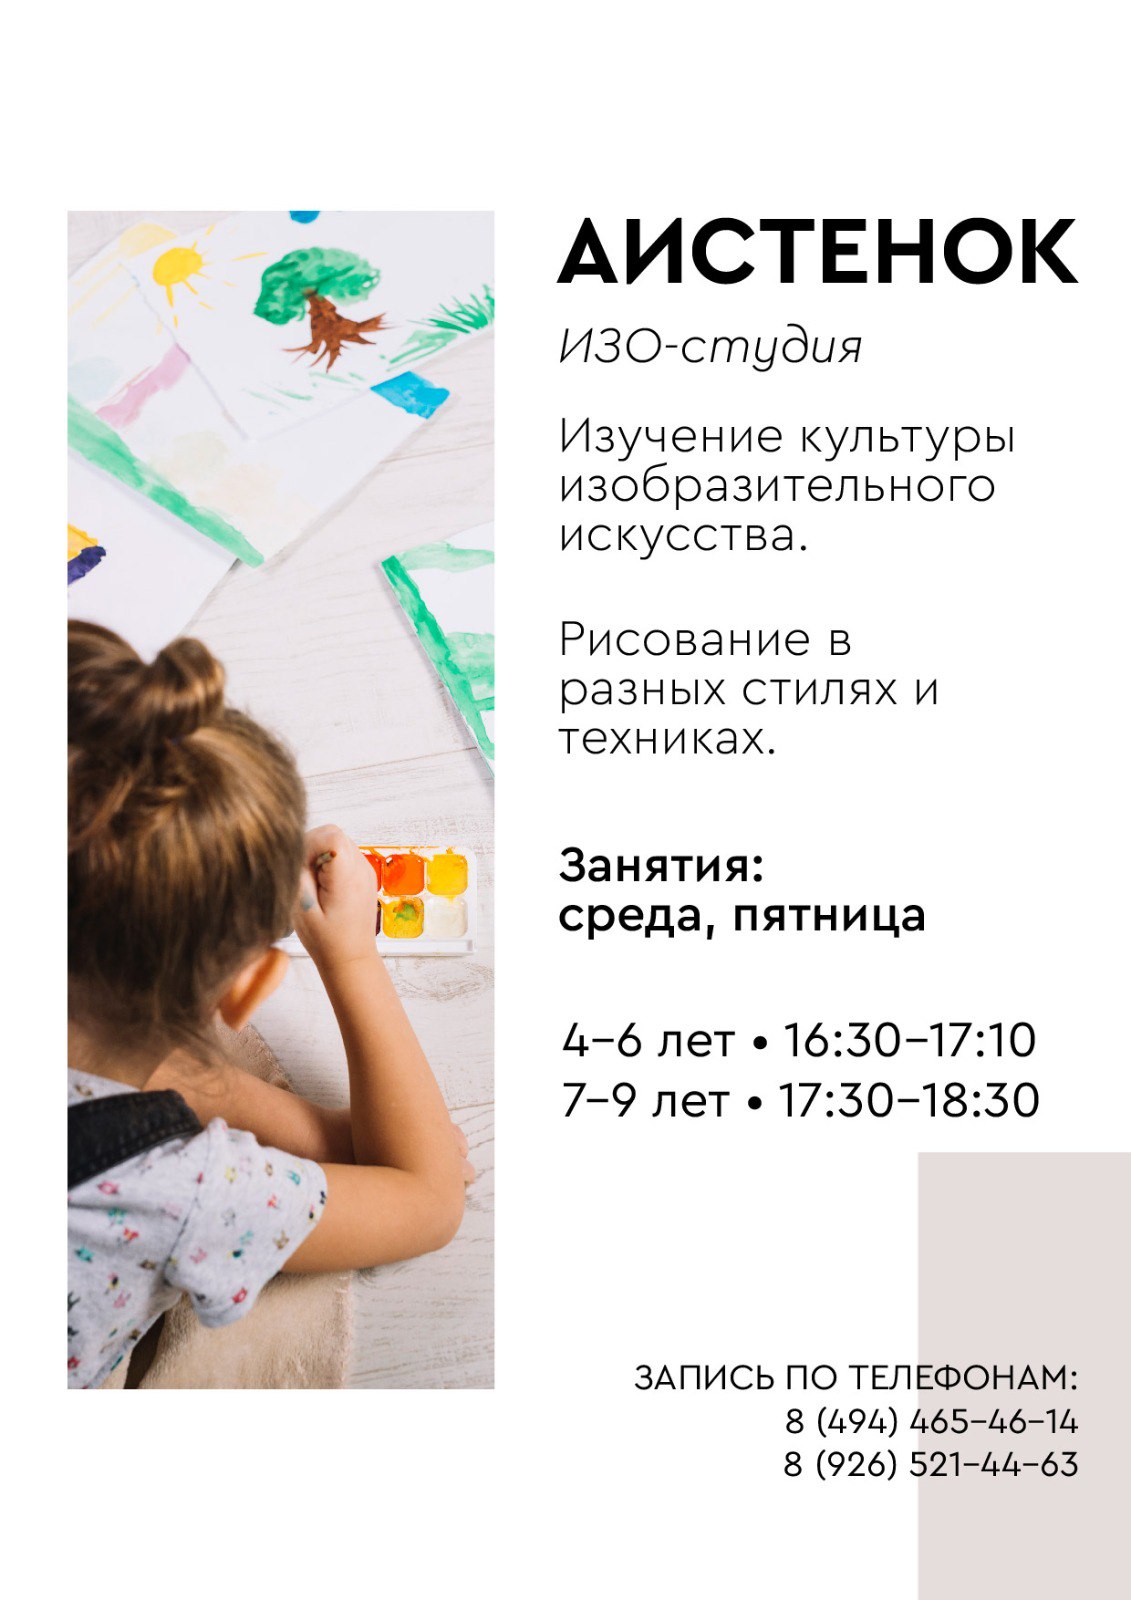 АИСТЕНОК
ИЗО-студия
Изучение культуры
изобразительного
искусства.
Рисование в
разных стилях и
техниках.
Занятия:
среда, пятница
4-6 лет • 16:30-17:10
7-9 лет • 17:30-18:30
ЗАПИСЬ ПО ТЕЛЕФОНАМ:
8 (494) 465-46-14
8 (926) 521-44-63